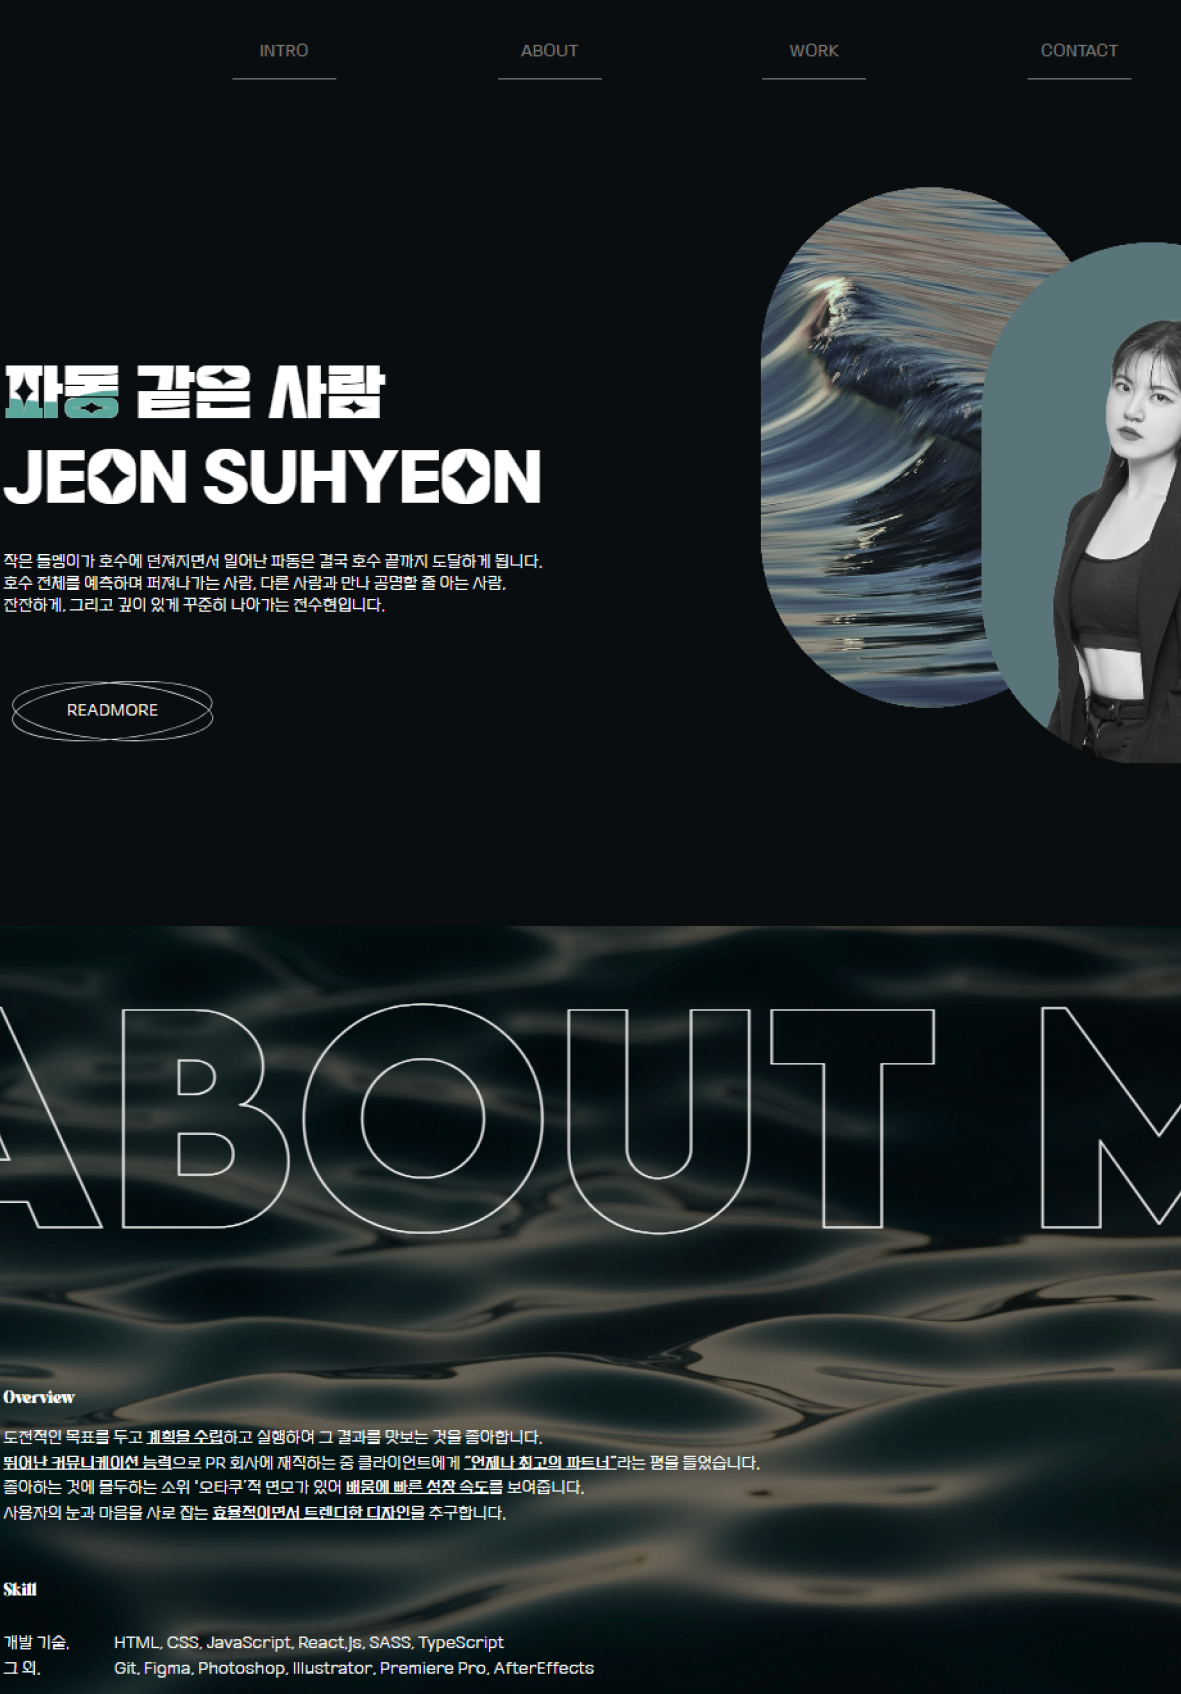 INTRO
ABOUT
WORK
CONTACT
파동 같은 사람
JEON SUHYEON
작은 돌멩이가 호수에 던져지면서 일어난 파동은 결국 호수 끝까지 도달하게 됩니다.
호수 전체를 예측하며 퍼져나가는 사람, 다른 사람과 만나 공명할 줄 아는 사람,
잔잔하게, 그리고 깊이 있게 꾸준히 나아가는 전수현입니다.
READMORE
ABOUT M
Overview
도전적인 목표를 두고 계획을 수립하고 실행하여 그 결과를 맛보는 것을 좋아합니다.
뛰어난 커뮤니케이션 능력으로 PR 회사에 재직하는 중 클라이언트에게 "언제나 최고의 파트너"라는 평을 들었습니다.
좋아하는 것에 몰두하는 소위 '오타쿠'적 면모가 있어 배움에 빠른 성장 속도를 보여줍니다.
사용자의 눈과 마음을 사로 잡는 효율적이면서 트렌디한 디자인을 추구합니다.
Skill
개발 기술. HTML, CSS, JavaScript, React.js, SASS, TypeScript
그 외. Git, Figma, Photoshop, Illustrator, Premiere Pro, AfterEffects